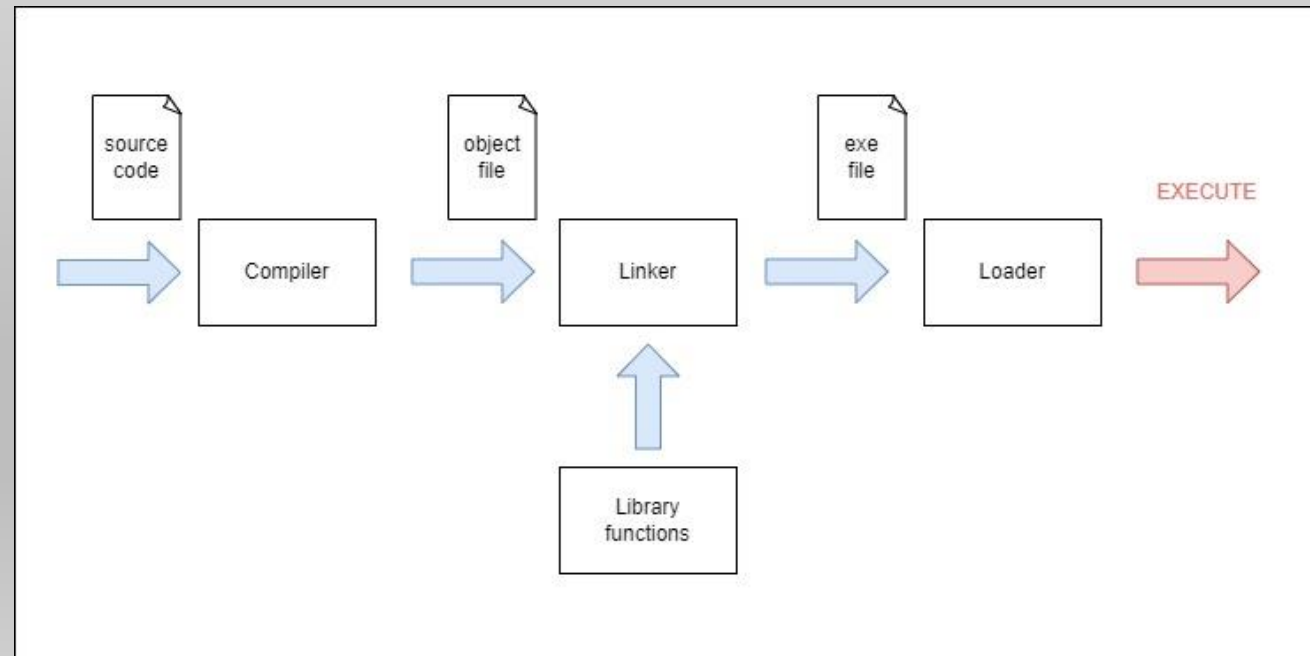 source
code
object
file
exe
file
EXECUTE
Compiler
Linker
Loader
Library
functions